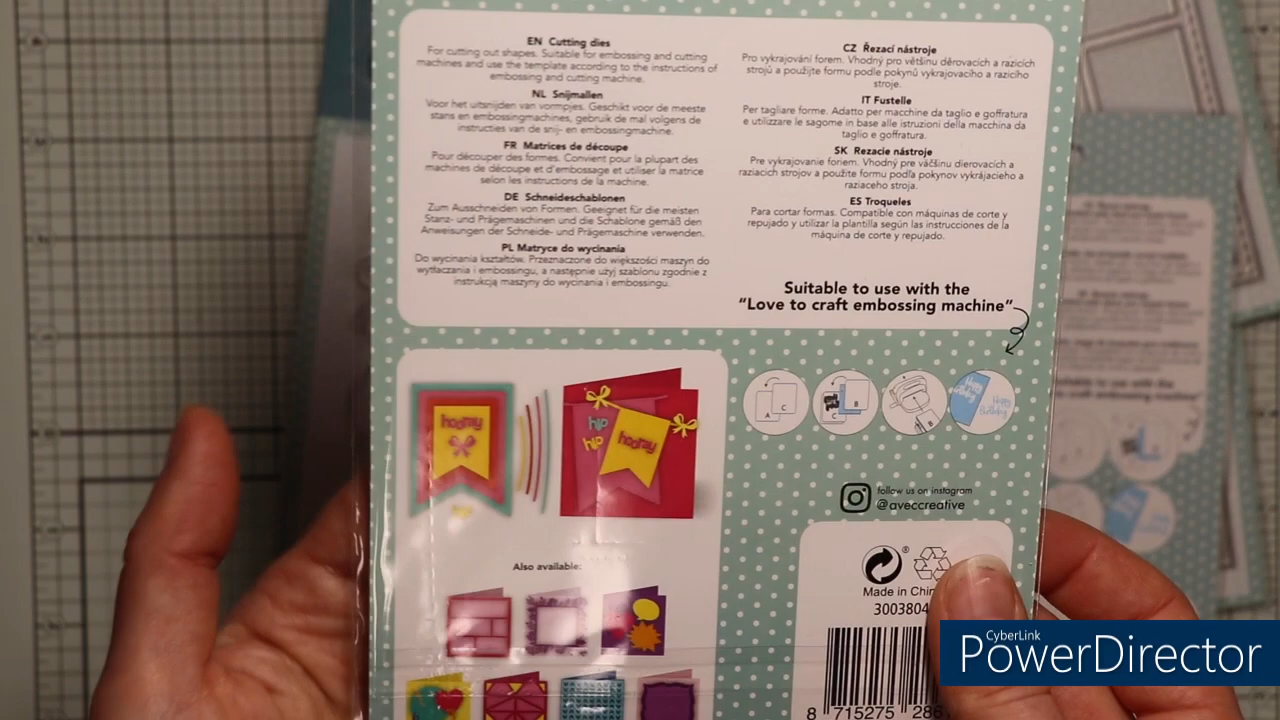 EN Cutting dies
For cutting out shapes. Suitable for embossing and cutting
machines and use the template according to the instructions of
embossing and cutting machine.
NL Snijmallen
Voor het uitsnijden van vormpjes. Geschikt voor de meeste
stans en embossingmachines, gebruik de mal volgens de
instructies van de snij- en embossingmachine.
FR Matrices de découpe
Pour découper des formes. Convient pour la plupart des
machines de découpe et d'embossage et utiliser la matrice
selon les instructions de la machine.
DE Schneideschablonen
Zum Ausschneiden von Formen. Geeignet für die meisten
Stanz- und Prägemaschinen und die Schablone gemäß den
Anweisungen der Schneide- und Prägemaschine verwenden.
PL Matryce do wycinania
Do wycinania kształtów. Przeznaczone do większości maszyn do
wytłaczania i embossingu, a następnie użyj szablonu zgodnie z
instrukcją maszyny do wycinania i embossingu.
CZ Řezací nástroje
Pro vykrajování forem. Vhodný pro většinu děrovacich a razicích
strojů a použijte formu podle pokynů vykrajovacího a razicího
stroje.
IT Fustelle
Per tagliare forme. Adatto per macchine da taglio e goffratura
e utilizzare le sagome in base alle istruzioni della macchina da
taglio e goffratura.
SK Rezacie nástroje
Pre vykrajovanie foriem. Vhodný pre väčšinu dierovacích a
raziacich strojov a použite formu podľa pokynov vykrájacieho a
raziaceho stroja.
ES Troqueles
Para cortar formas. Compatible con máquinas de corte y
repujado y utilizar la plantilla según las instrucciones de la
máquina de corte y repujado.
Suitable to use with the
"Love to craft embossing machine"
A C
C B
B
Happy
Birthday
hooray
hip
hip
hooray
follow us on instagram
@aveccreative
Also available:
Made in Chin
3003804
8 715275 286
CyberLink
PowerDirector